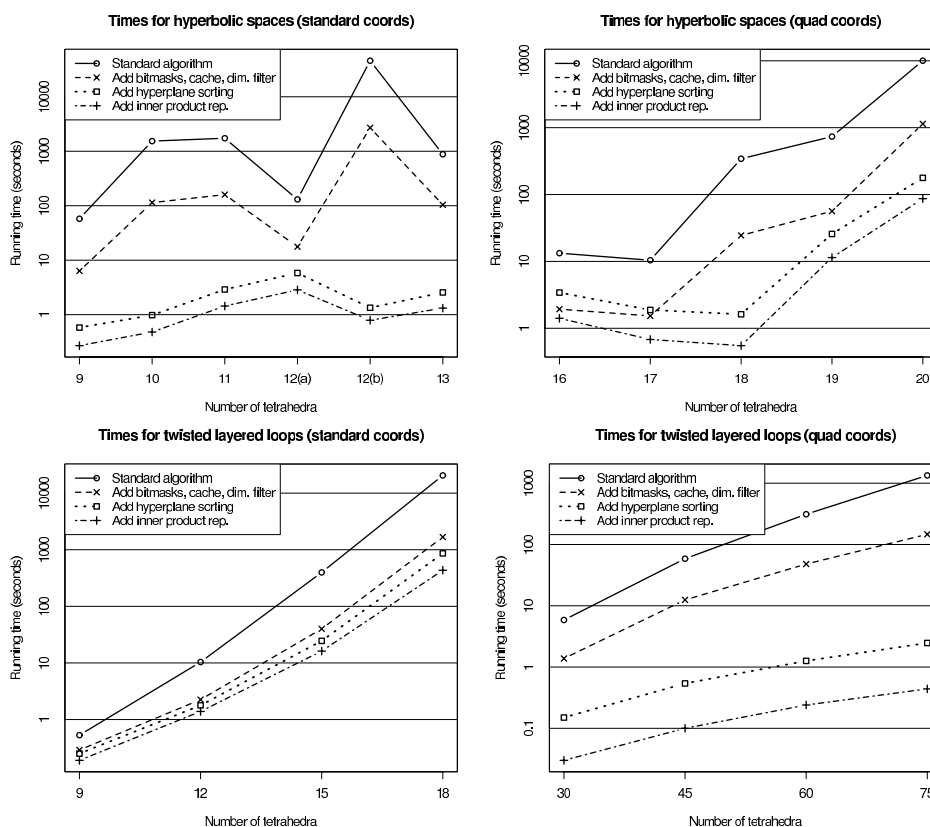 Times for hyperbolic spaces (standard coords)
Standard algorithm
Add bitmasks, cache, dim. filter
Add hyperplane sorting
Add inner product rep.
Running time (seconds)
10000
1000
100
10
1
9
10
11
12(a)
12(b)
13
Number of tetrahedra
Times for hyperbolic spaces (quad coords)
Standard algorithm
Add bitmasks, cache, dim. filter
Add hyperplane sorting
Add inner product rep.
Running time (seconds)
10000
1000
100
10
1
16
17
18
19
20
Number of tetrahedra
Times for twisted layered loops (standard coords)
Standard algorithm
Add bitmasks, cache, dim. filter
Add hyperplane sorting
Add inner product rep.
Running time (seconds)
10000
1000
100
10
1
9
12
15
18
Number of tetrahedra
Times for twisted layered loops (quad coords)
Standard algorithm
Add bitmasks, cache, dim. filter
Add hyperplane sorting
Add inner product rep.
Running time (seconds)
1000
100
10
1
0.1
30
45
60
75
Number of tetrahedra